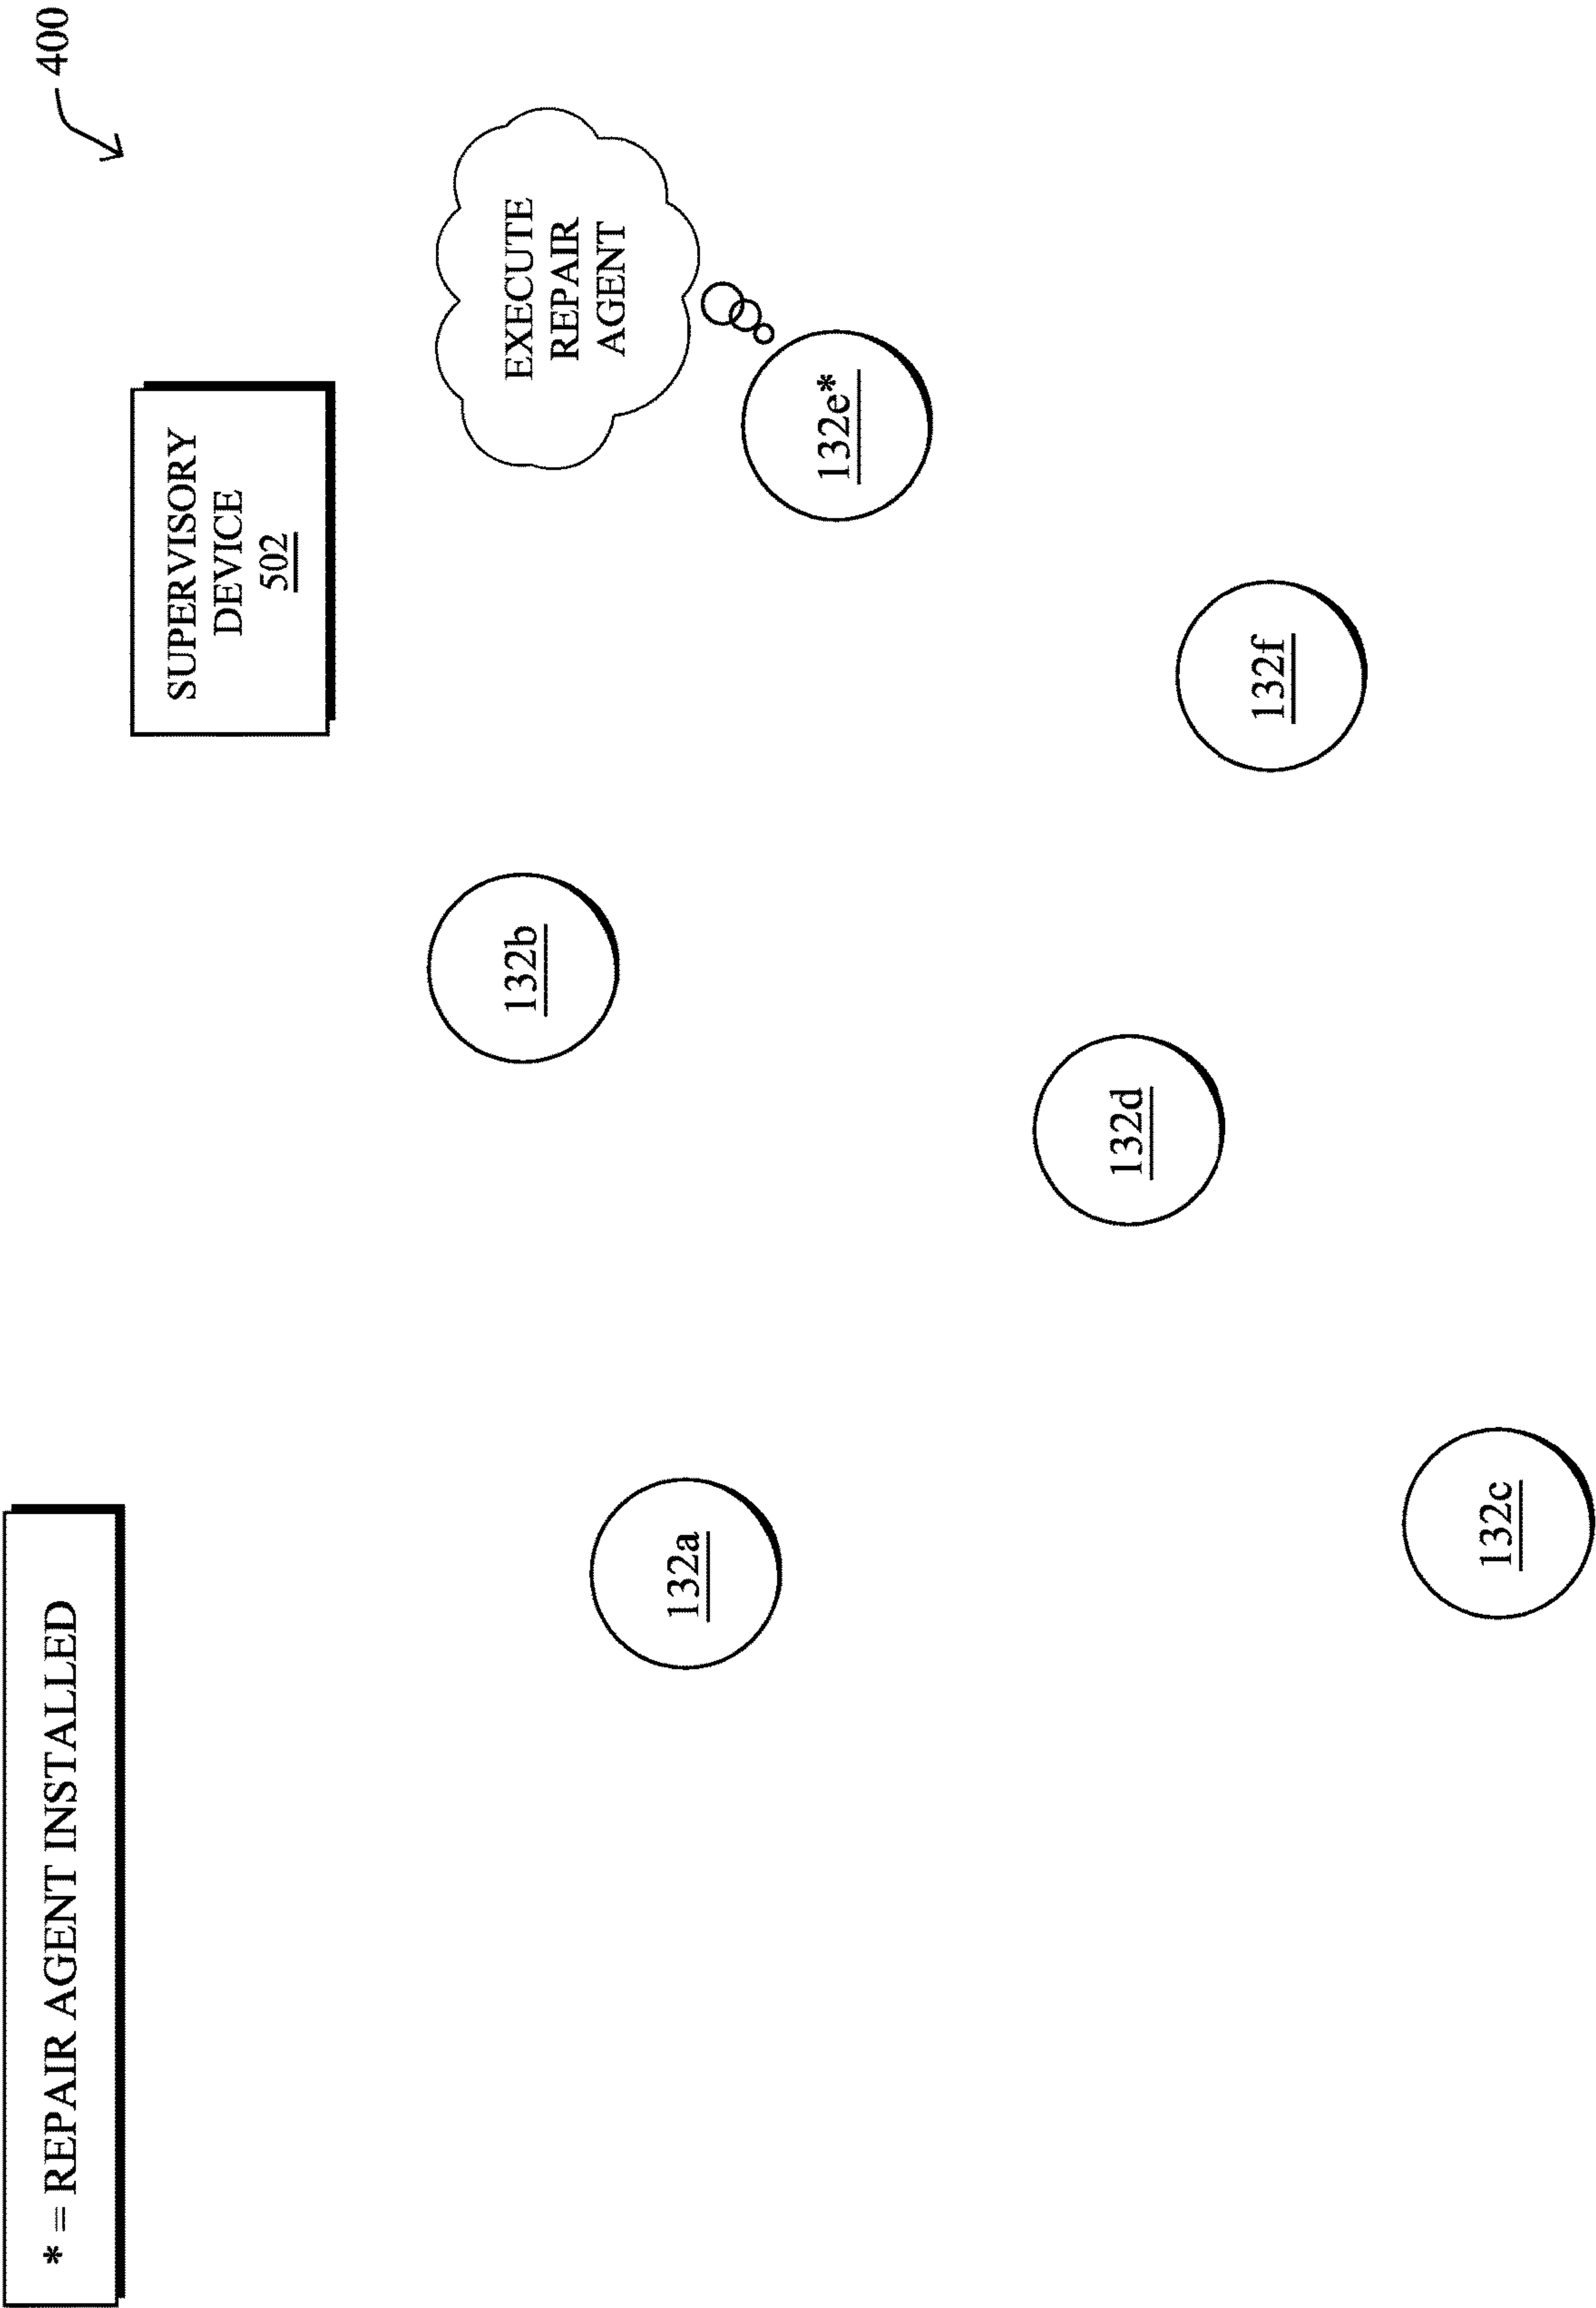 * = REPAIR AGENT INSTALLED
400
SUPERVISORY
DEVICE
502
EXECUTE
REPAIR
AGENT
132b
132a
132e*
132d
132f
132c